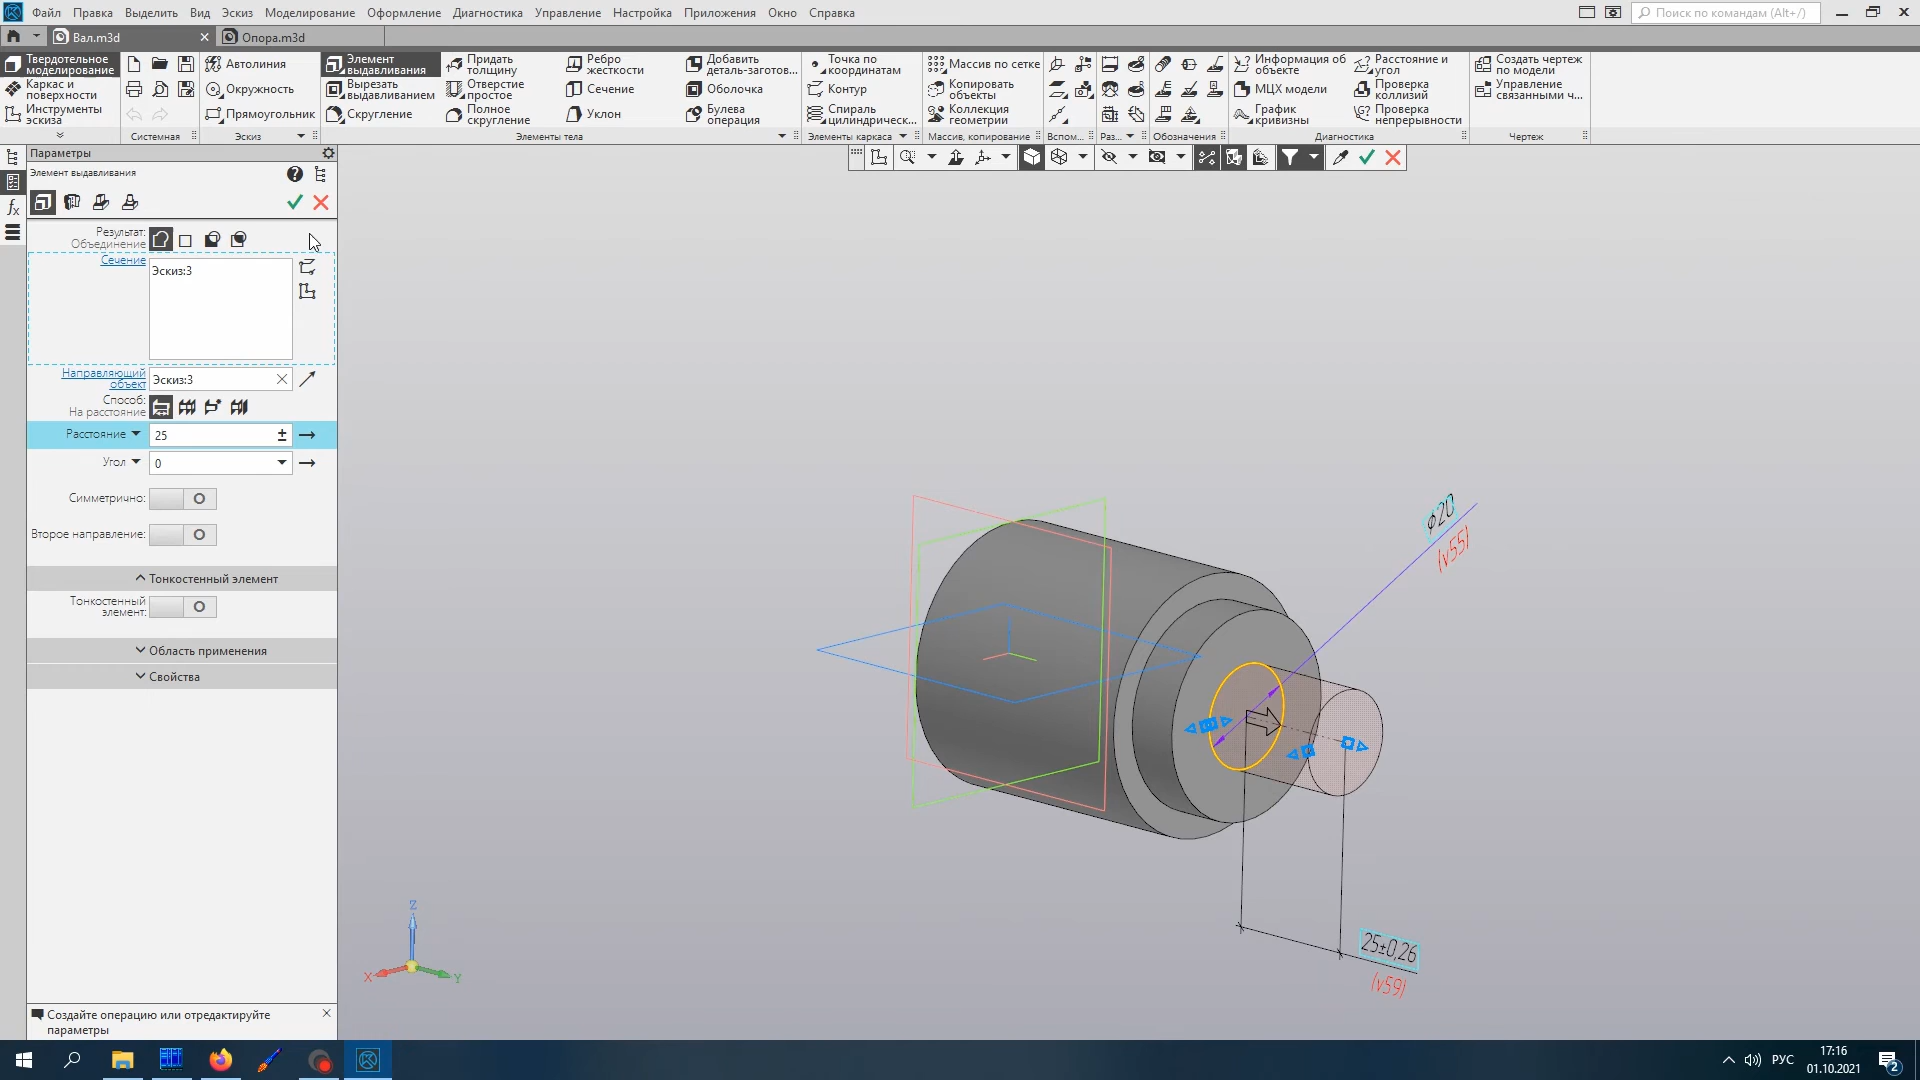 Файл Правка Выделить Вид Эскиз Моделирование Оформление Диагностика Управление Настройка Приложения Окно Справка
Поиск по командам (Alt+/)
Вал.m3d
Опора.m3d
Твердотельное моделирование
Каркас и поверхности
Инструменты эскиза
Системная
Автолиния
Окружность
Прямоугольник
Эскиз
Элемент выдавливания
Вырезать выдавливанием
Скругление
Придать толщину
Отверстие простое
Полное скругление
Ребро жесткости
Сечение
Уклон
Добавить деталь-заготов...
Оболочка
Булева операция
Элементы тела
Точка по координатам
Контур
Спираль цилиндрическ...
Элементы каркаса
Массив по сетке
Копировать объекты
Коллекция геометрии
Массив, копирование
Вспом...
Раз...
Обозначения
Информация об объекте
МЦХ модели
График кривизны
Расстояние и угол
Проверка коллизий
Проверка непрерывности
Диагностика
Создать чертеж по модели
Управление связанными ч...
Чертеж
Параметры
Элемент выдавливания
Результат:
Объединение
Сечение
Эскиз:3
Направляющий объект
Эскиз:3
Способ:
На расстояние
Расстояние
25
Угол
0
Симметрично:
Второе направление:
Тонкостенный элемент
Тонкостенный элемент:
Область применения
Свойства
Создайте операцию или отредактируйте
параметры
ϕ20
(v55)
25±0,26
(v59)
Z
X
Y
РУС
17:16
01.10.2021
2